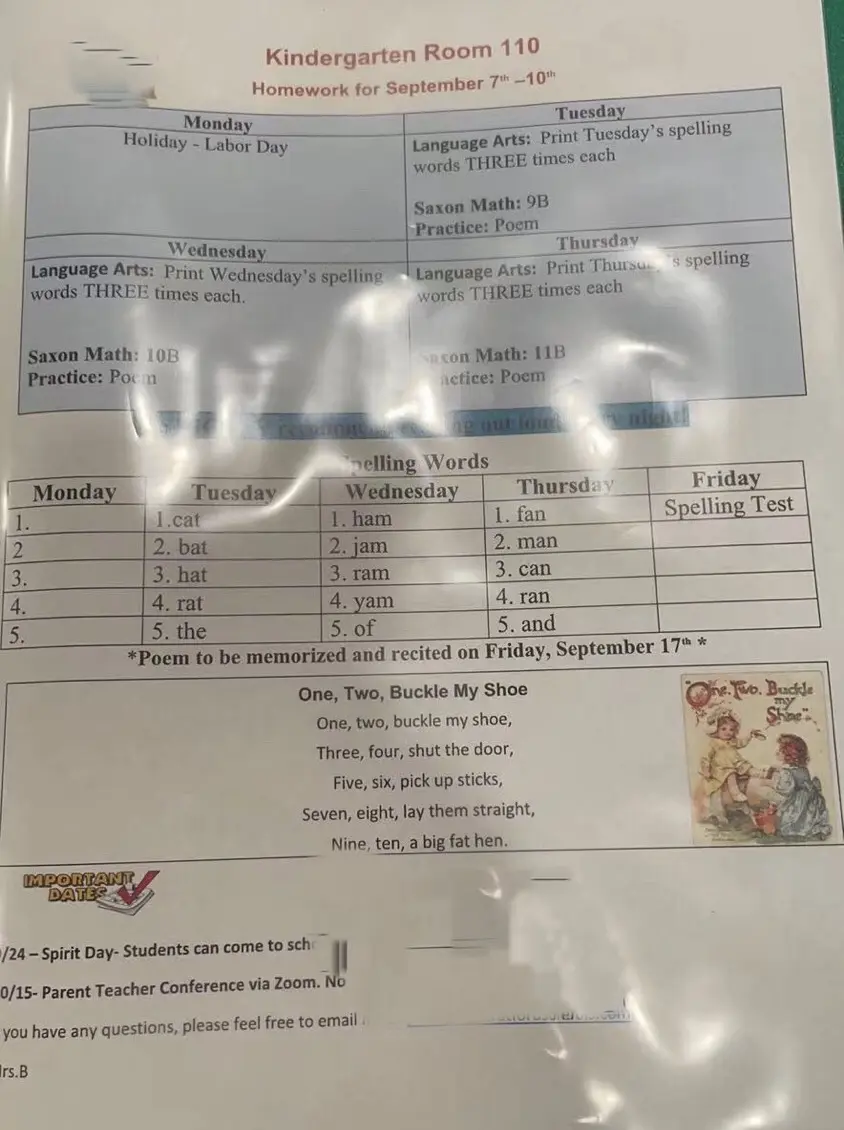 Kindergarten Room 110
Homework for September 7th –10th
Monday
Holiday - Labor Day
Tuesday
Language Arts: Print Tuesday's spelling
words THREE times each
Saxon Math: 9B
Practice: Poem
Wednesday
Language Arts: Print Wednesday's spelling
words THREE times each.
Saxon Math: 10B
Practice: Poem
Thursday
Language Arts: Print spelling
words THREE times each
Math: 11B
Poem
out
Words
Monday Tuesday Wednesday Thursday Friday
1. 1.cat 1. ham 1. fan Spelling Test
2 2. bat 2. jam 2. man
3. 3. hat 3. ram 3. can
4. 4. rat 4. yam 4. ran
5. 5. the 5. of 5. and
*Poem to be memorized and recited on Friday, September 17th *
One, Two, Buckle My Shoe
One, two, buckle my shoe,
Three, four, shut the door,
Five, six, pick up sticks,
Seven, eight, lay them straight,
Nine, ten, a big fat hen.
"One. Two. Buckle
my
Shoe".
IMPORTANT
DATES
/24 – Spirit Day- Students can come to
0/15- Parent Teacher Conference via Zoom. No
you have any questions, please feel free to email
rs.B